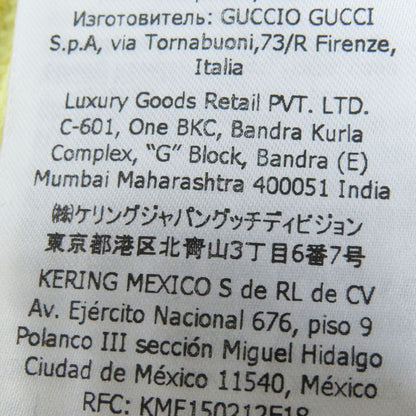 Изготовитель: GUCCIO GUCCI
S.p.A, via Tornabuoni,73/R Firenze,
Italia
Luxury Goods Retail PVT. LTD.
C-601, One BKC, Bandra Kurla
Complex, “G” Block, Bandra (E)
Mumbai Maharashtra 400051 India
㈱ケリングジャパングッチディビジョン
東京都港区北青山3丁目6番7号
KERING MEXICO S de RL de CV
Av. Ejército Nacional 676, piso 9
Polanco III sección Miguel Hidalgo
Ciudad de México 11540, México
RFC: KME150212E18